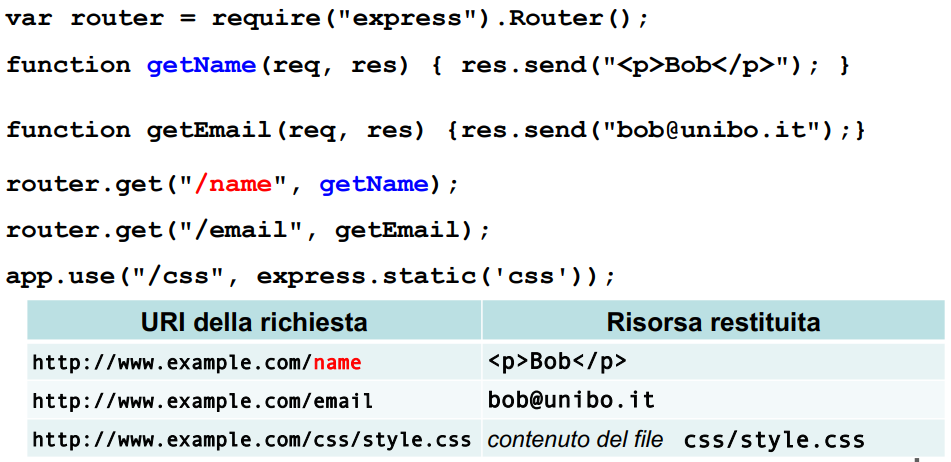 var router = require("express").Router();
function getName(req, res) { res.send("<p>Bob</p>"); }
function getEmail(req, res) {res.send("bob@unibo.it");}
router.get("/name", getName);
router.get("/email", getEmail);
app.use("/css", express.static('css'));
URI della richiesta Risorsa restituita
http://www.example.com/name <p>Bob</p>
http://www.example.com/email bob@unibo.it
http://www.example.com/css/style.css contenuto del file css/style.css